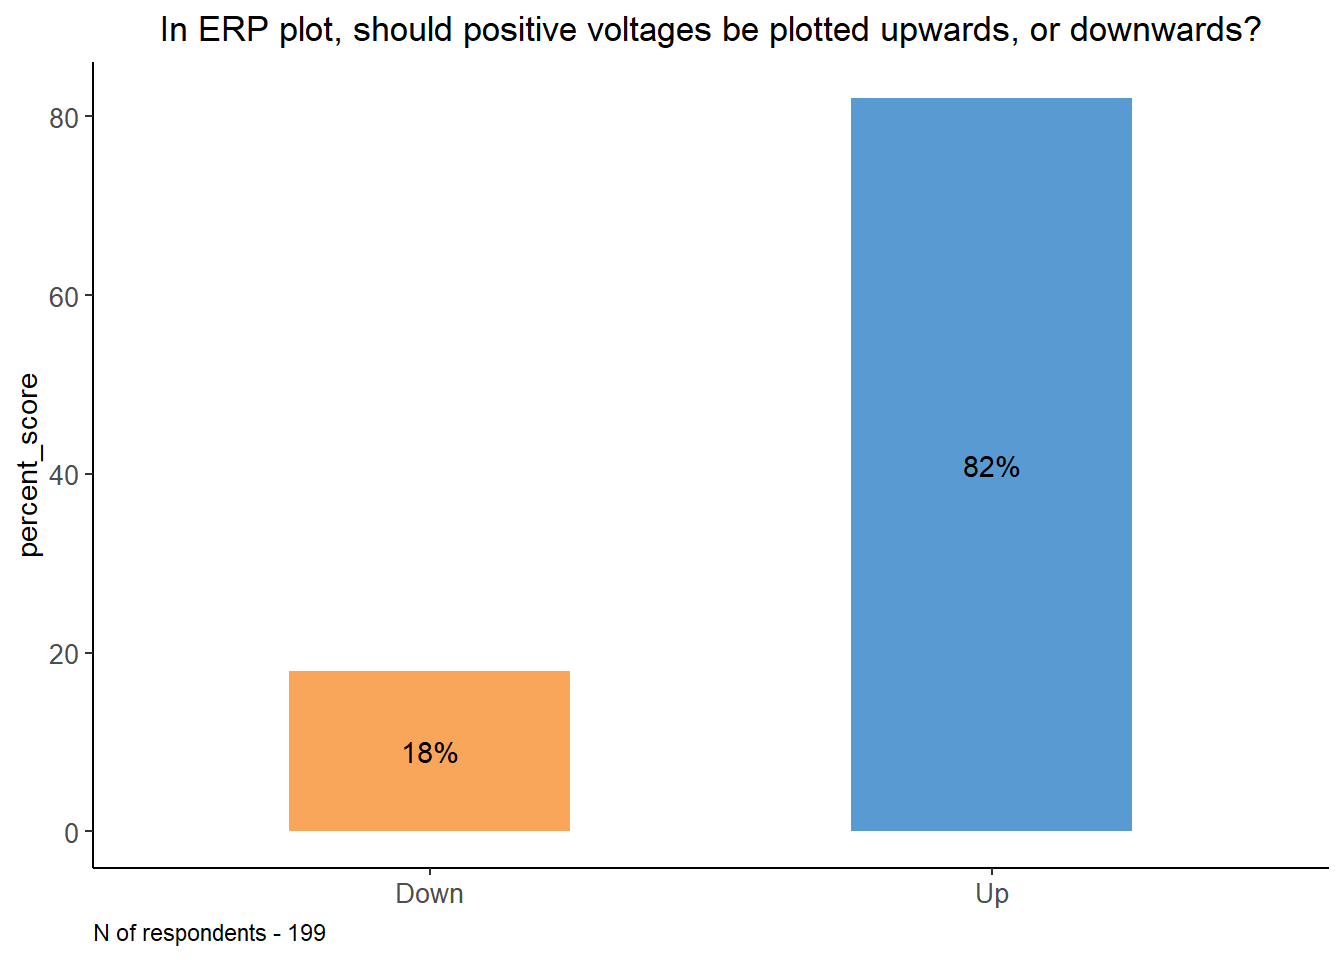 In ERP plot, should positive voltages be plotted upwards, or downwards?
percent_score
80
60
40
20
0
18%
82%
Down
Up
N of respondents - 199